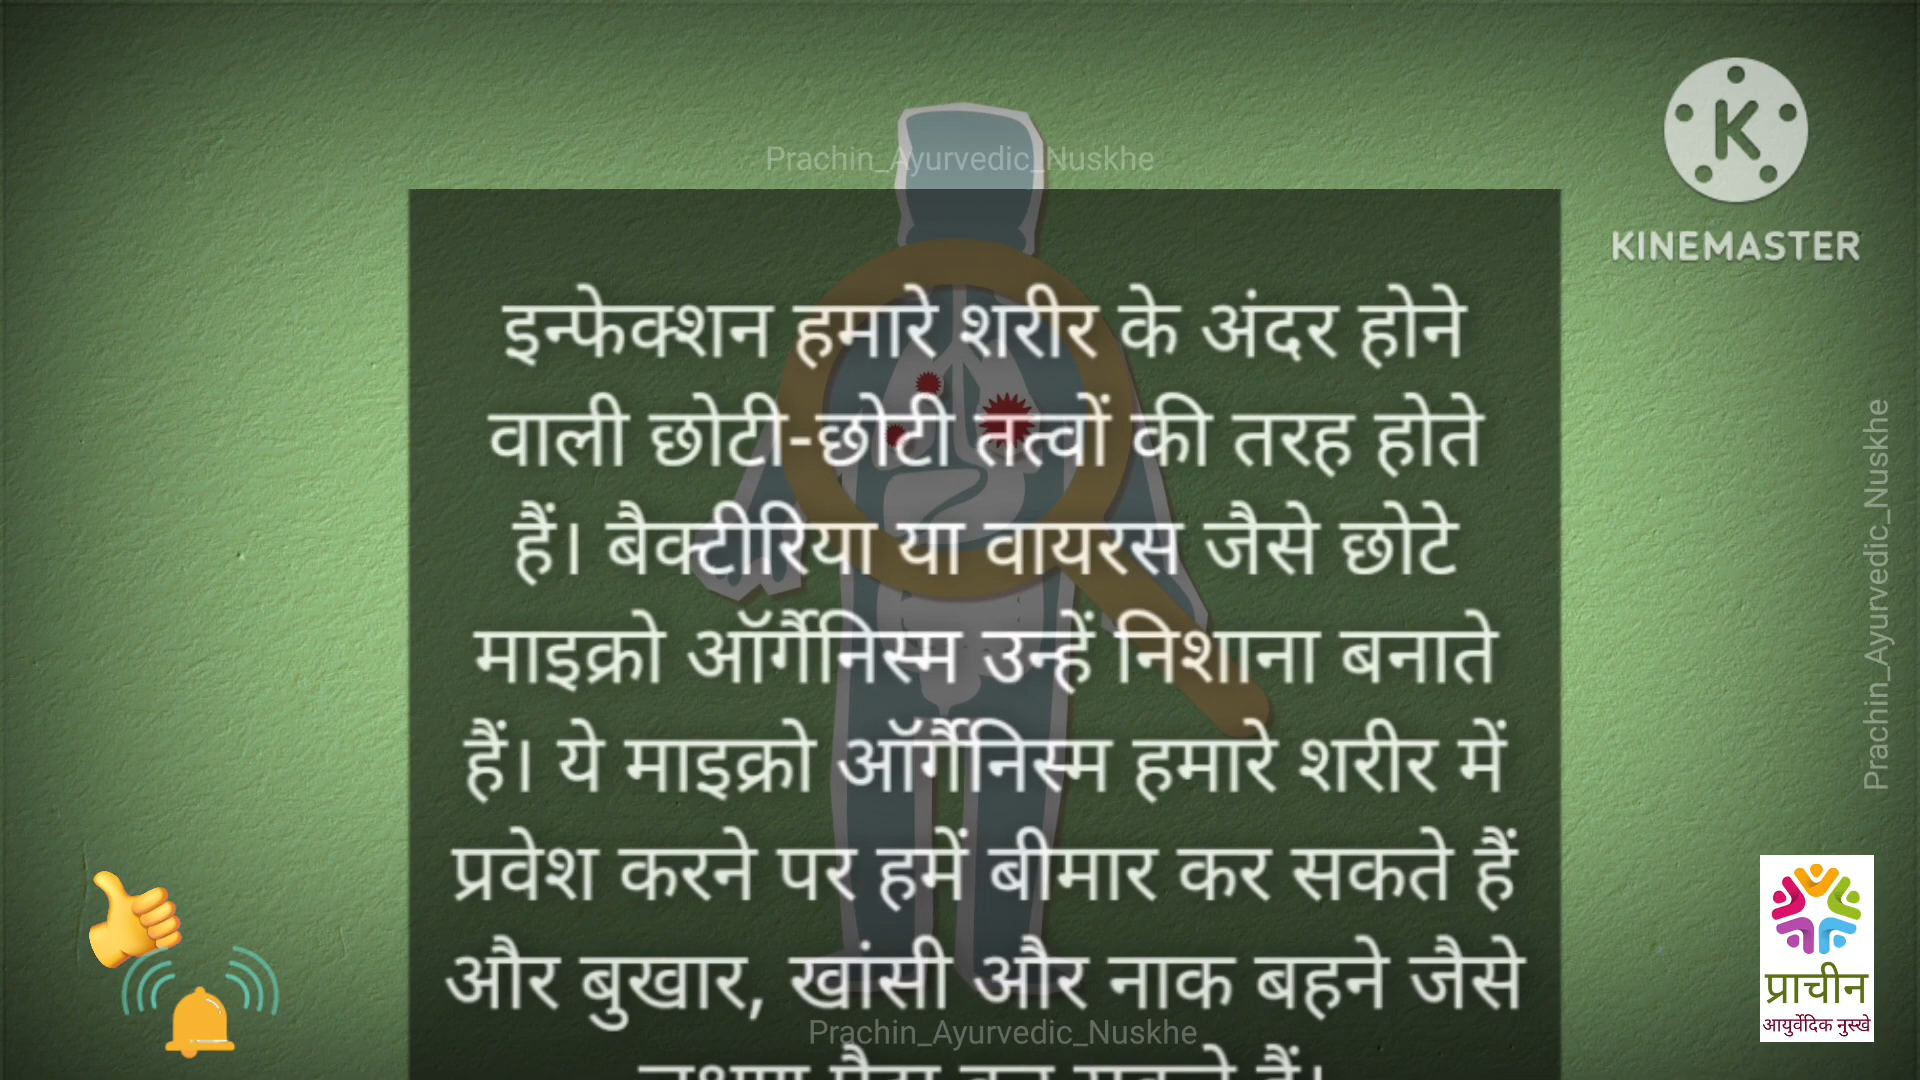 Prachin_Ayurvedic_Nuskhe
K
KINEMASTER
इन्फेक्शन हमारे शरीर के अंदर होने
वाली छोटी-छोटी तत्वों की तरह होते
हैं। बैक्टीरिया या वायरस जैसे छोटे
माइक्रो ऑर्गैनिस्म उन्हें निशाना बनाते
हैं। ये माइक्रो ऑर्गैनिस्म हमारे शरीर में
प्रवेश करने पर हमें बीमार कर सकते हैं
और बुखार, खांसी और नाक बहने जैसे
Prachin_Ayurvedic_Nuskhe
Prachin_Ayurvedic_Nuskhe
प्राचीन
आयुर्वेदिक नुस्खे